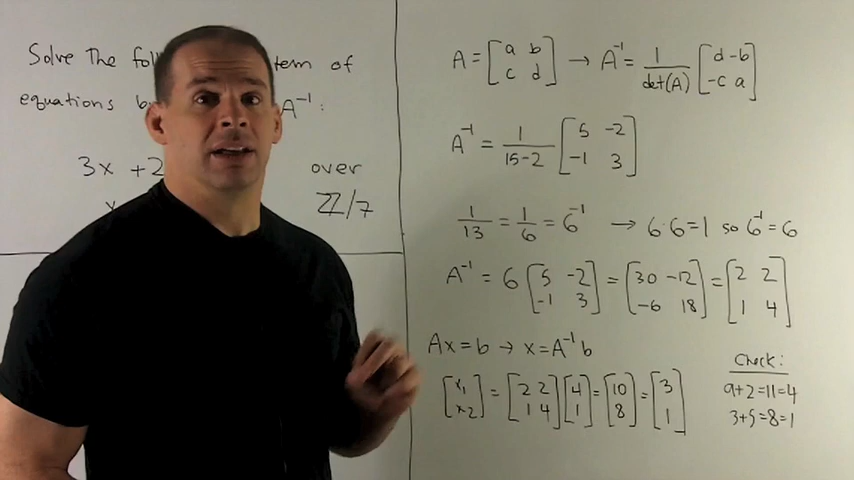 Solve the fol tem of
equations b A⁻¹:
3x + 2 over
x ℤ/7
A = [a b; c d] → A⁻¹ = 1/det(A) [d -b; -c a]
A⁻¹ = 1/(15-2) [5 -2; -1 3]
1/13 = 1/6 = 6⁻¹ → 6·6=1 so 6⁻¹=6
A⁻¹ = 6 [5 -2; -1 3] = [30 -12; -6 18] = [2 2; 1 4]
Ax = b → x = A⁻¹b
[x₁; x₂] = [2 2; 1 4] [4; 1] = [10; 8] = [3; 1]
Check:
9+2=11=4
3+5=8=1